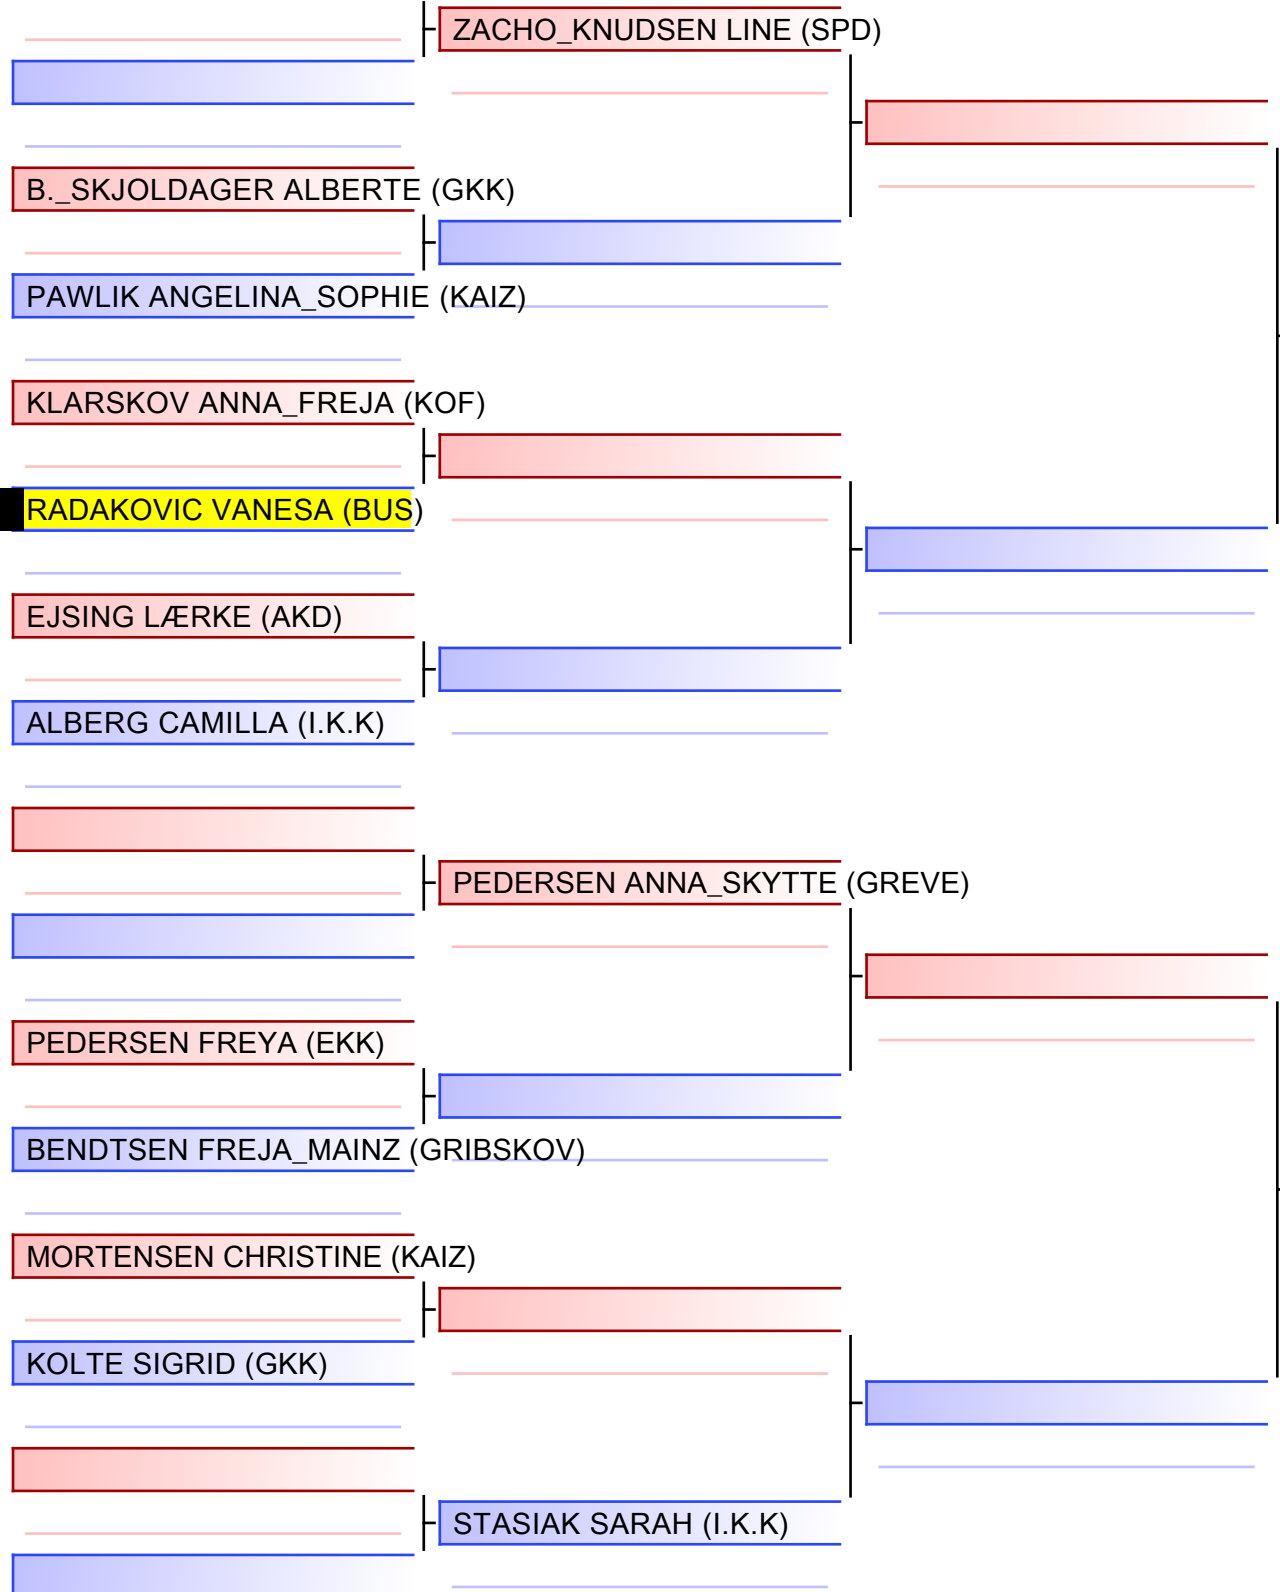 ZACHO_KNUDSEN LINE (SPD)
B._SKJOLDAGER ALBERTE (GKK)
PAWLIK ANGELINA_SOPHIE (KAIZ)
KLARSKOV ANNA_FREJA (KOF)
RADAKOVIC VANESA (BUS)
EJSING LÆRKE (AKD)
ALBERG CAMILLA (I.K.K)
PEDERSEN ANNA_SKYTTE (GREVE)
PEDERSEN FREYA (EKK)
BENDTSEN FREJA_MAINZ (GRIBSKOV)
MORTENSEN CHRISTINE (KAIZ)
KOLTE SIGRID (GKK)
STASIAK SARAH (I.K.K)